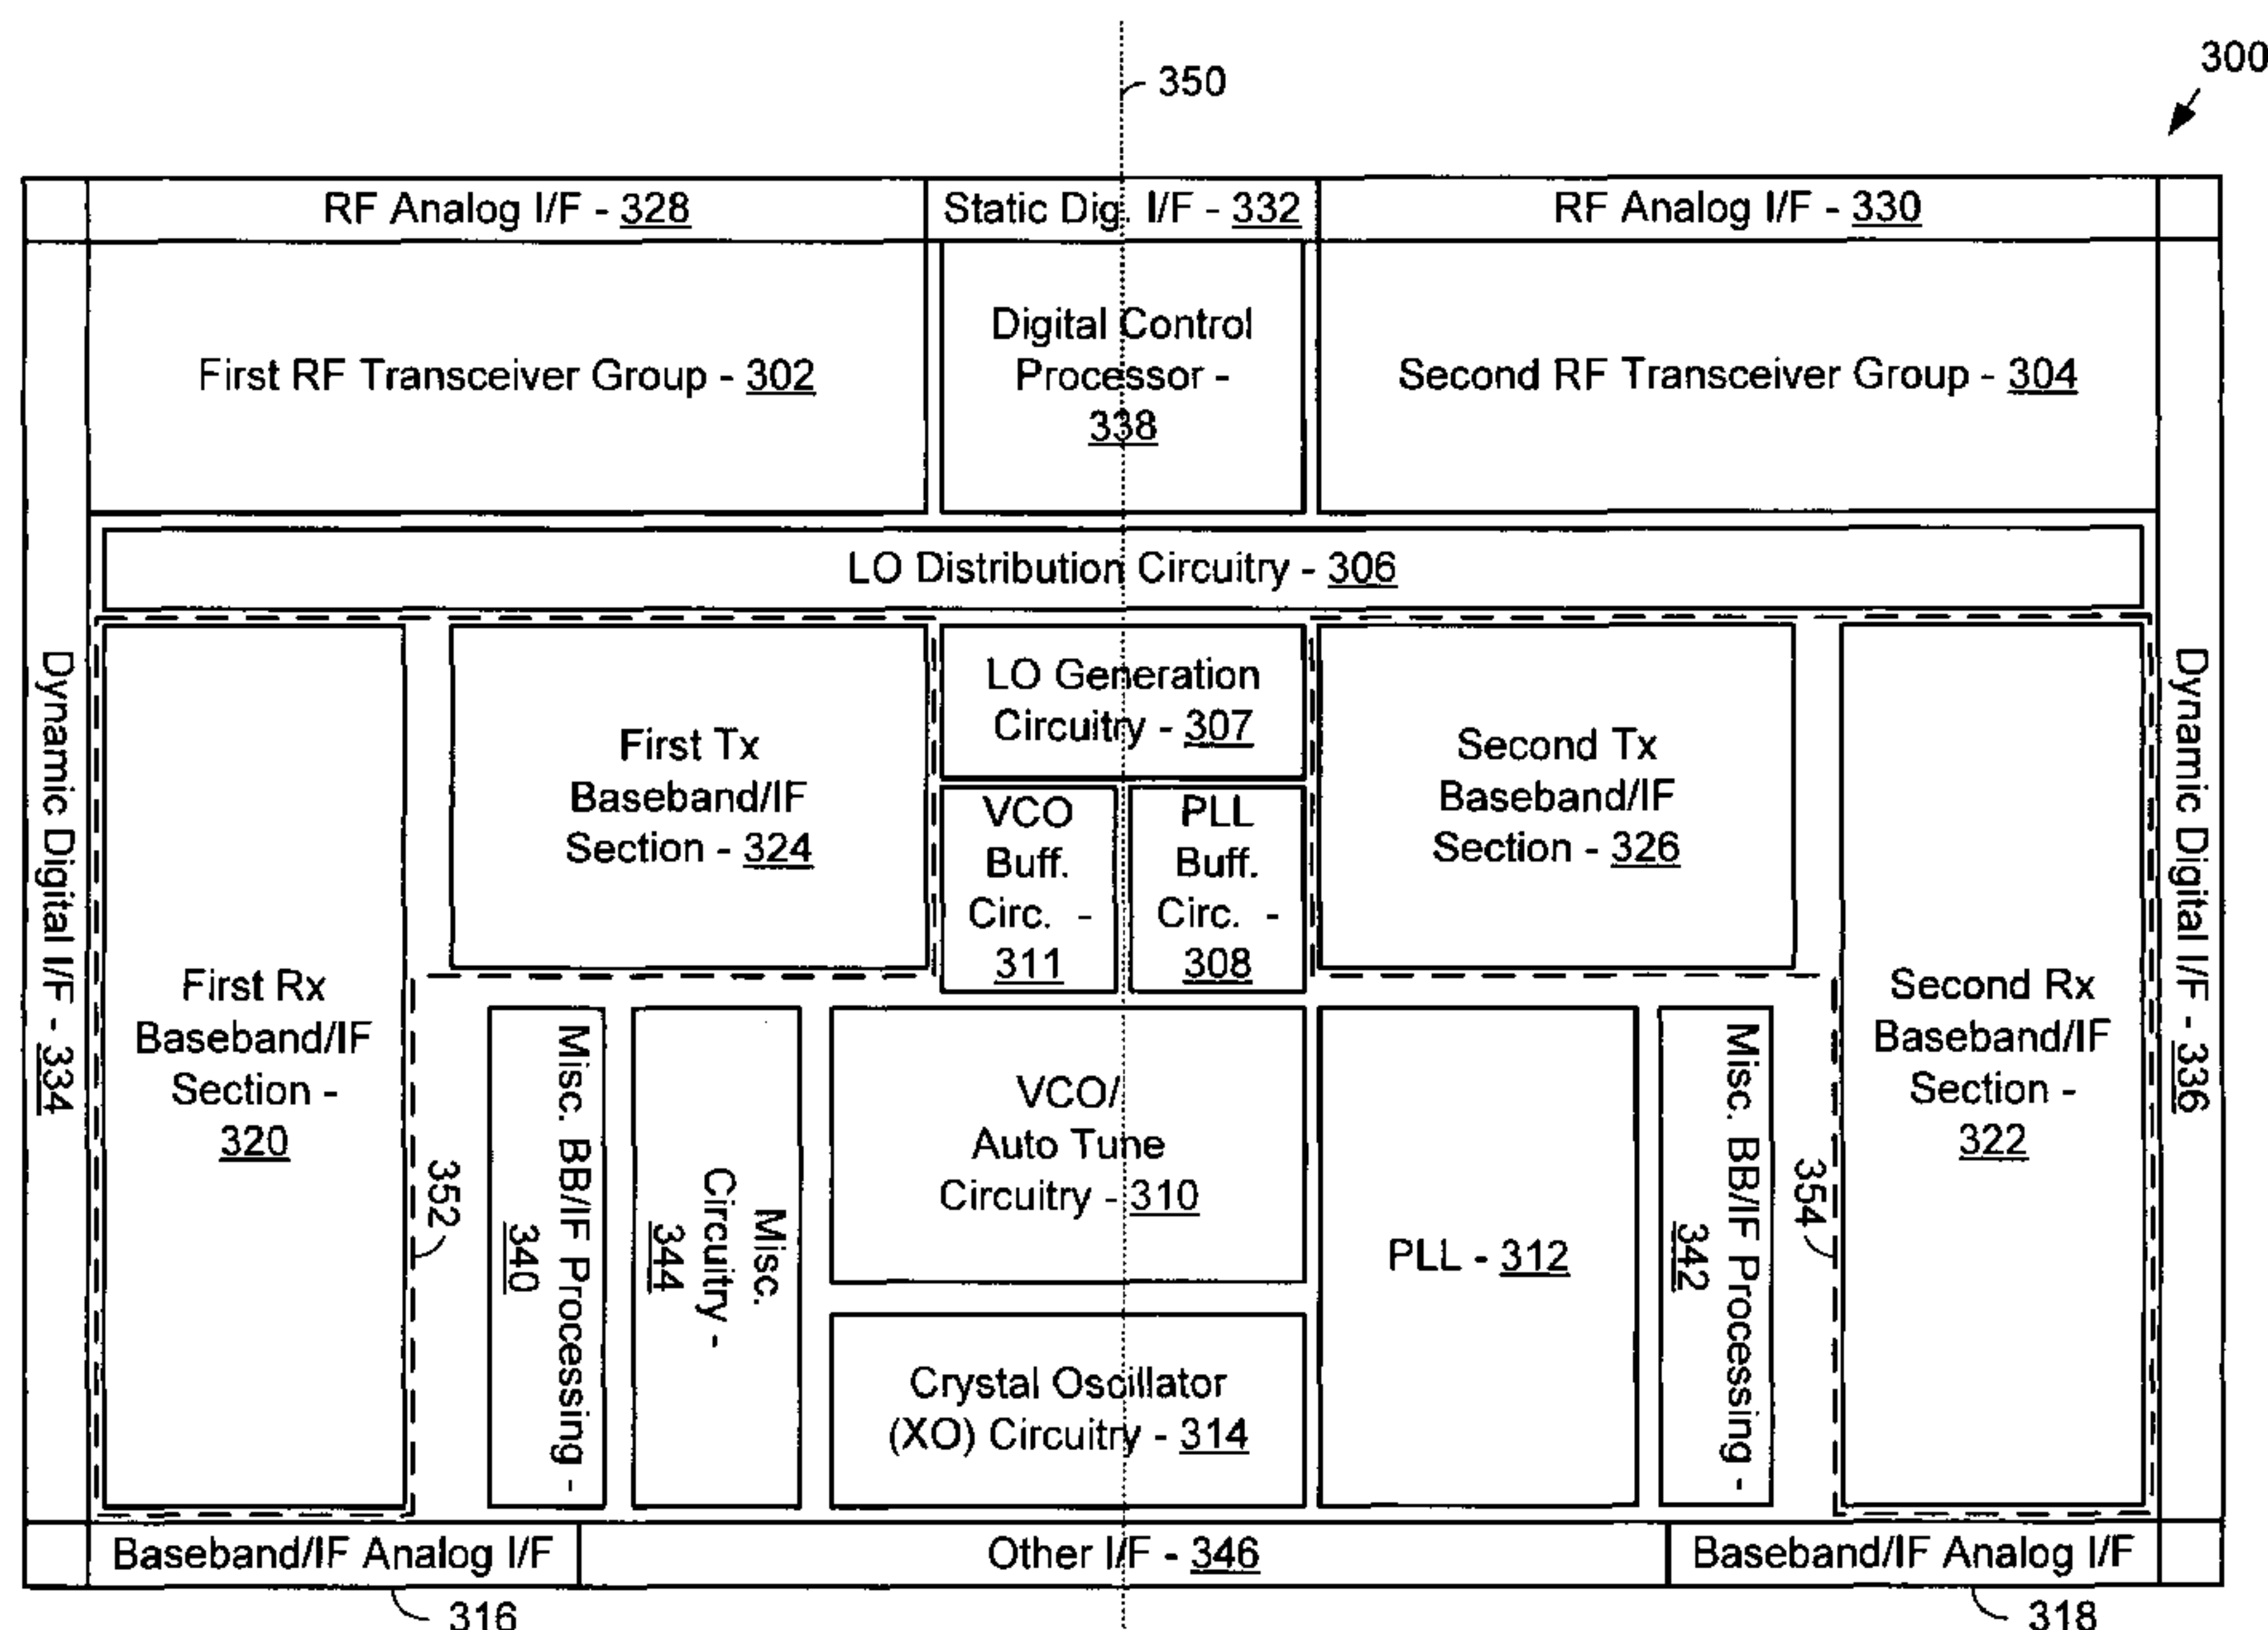 300
350
RF Analog I/F - 328
Static Dig. I/F - 332
RF Analog I/F - 330
First RF Transceiver Group - 302
Digital Control
Processor -
338
Second RF Transceiver Group - 304
LO Distribution Circuitry - 306
Dynamic Digital I/F - 334
First Rx
Baseband/IF
Section -
320
First Tx
Baseband/IF
Section - 324
LO Generation
Circuitry - 307
VCO
Buff.
Circ. -
311
PLL
Buff.
Circ. -
308
Second Tx
Baseband/IF
Section - 326
Second Rx
Baseband/IF
Section -
322
Dynamic Digital I/F - 336
352
Misc. BB/IF Processing -
340
Misc.
Circuitry -
344
VCO/
Auto Tune
Circuitry - 310
Crystal Oscillator
(XO) Circuitry - 314
PLL - 312
Misc. BB/IF Processing -
342
354
Baseband/IF Analog I/F
Other I/F - 346
Baseband/IF Analog I/F
316
318